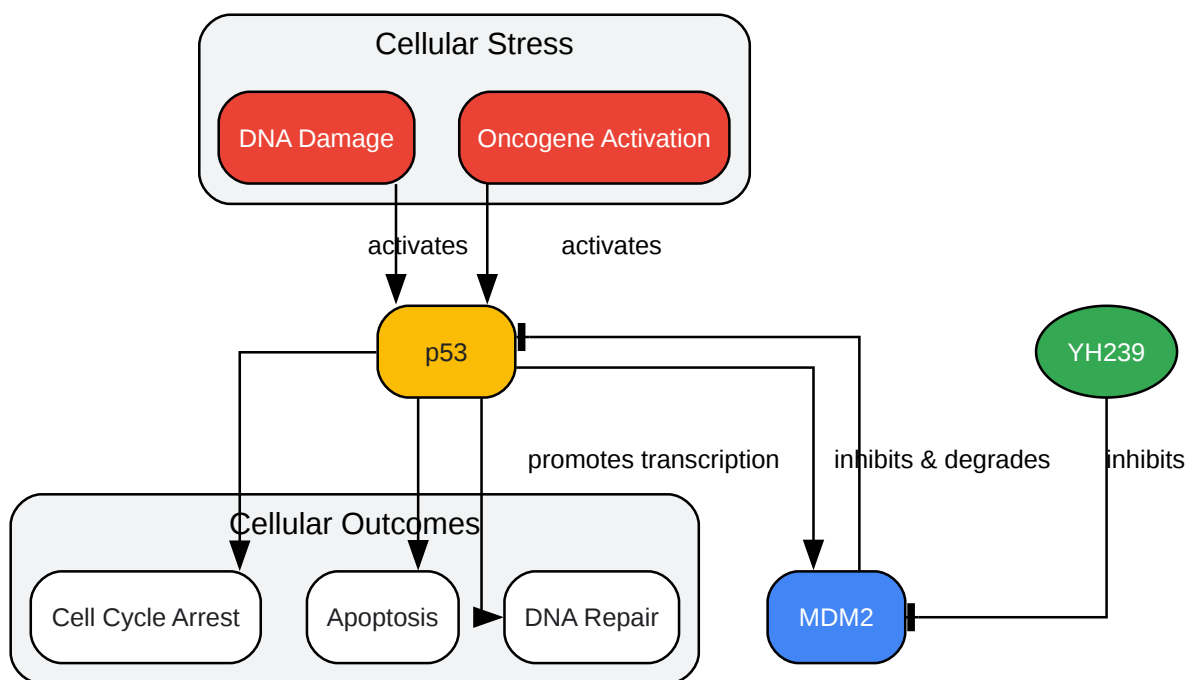 Cellular Stress
DNA Damage
Oncogene Activation
activates
activates
p53
YH239
promotes transcription
inhibits & degrades
inhibits
Cellular Outcomes
Cell Cycle Arrest
Apoptosis
DNA Repair
MDM2